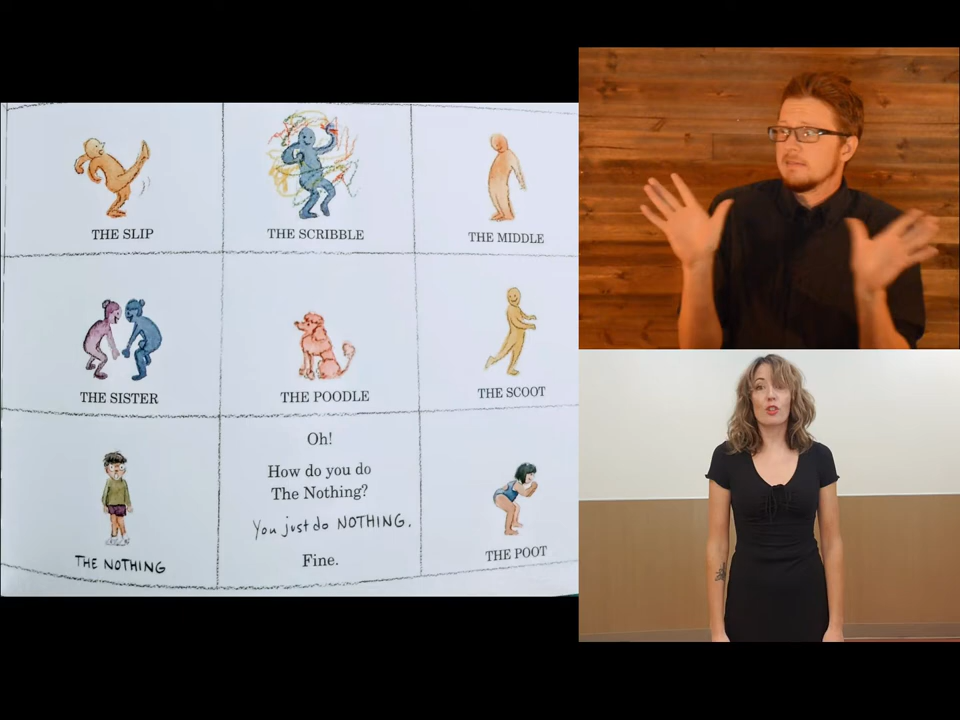 THE SLIP
THE SCRIBBLE
THE MIDDLE
THE SISTER
THE POODLE
THE SCOOT
THE NOTHING
Oh!
How do you do
The Nothing?
You just do NOTHING.
Fine.
THE POOT